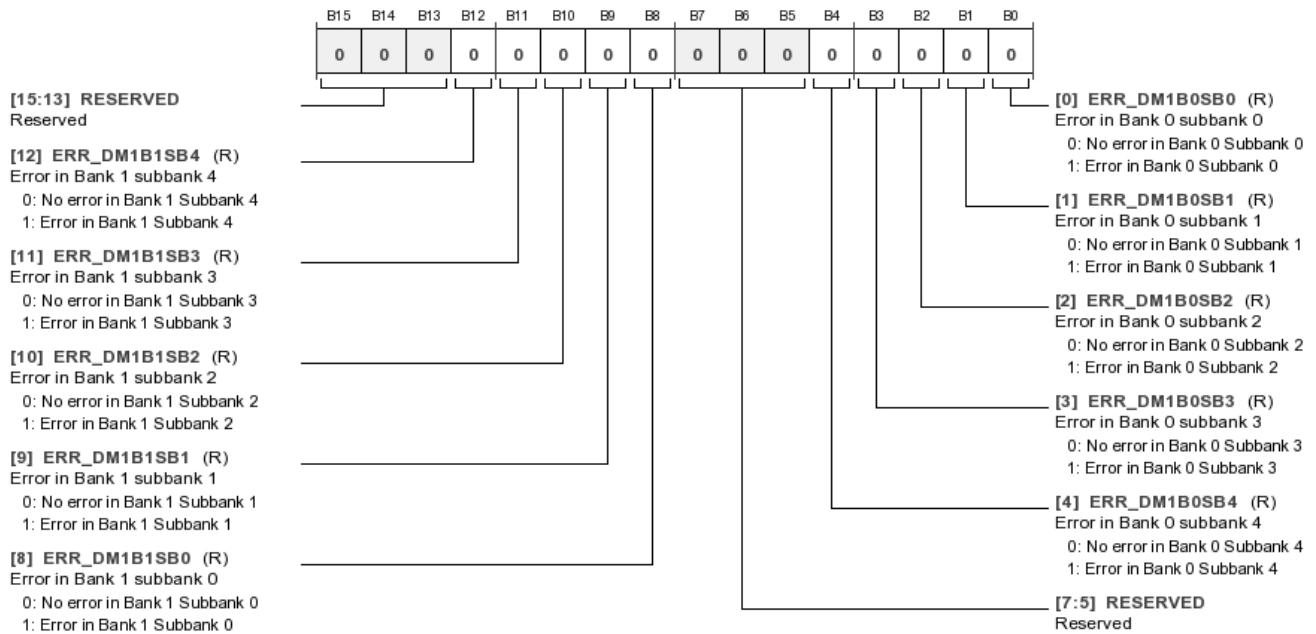 B15 B14 B13 B12 B11 B10 B9 B8 B7 B6 B5 B4 B3 B2 B1 B0
0 0 0 0 0 0 0 0 0 0 0 0 0 0 0 0
[15:13] RESERVED
Reserved
[12] ERR_DM1B1SB4 (R)
Error in Bank 1 subbank 4
0: No error in Bank 1 Subbank 4
1: Error in Bank 1 Subbank 4
[11] ERR_DM1B1SB3 (R)
Error in Bank 1 subbank 3
0: No error in Bank 1 Subbank 3
1: Error in Bank 1 Subbank 3
[10] ERR_DM1B1SB2 (R)
Error in Bank 1 subbank 2
0: No error in Bank 1 Subbank 2
1: Error in Bank 1 Subbank 2
[9] ERR_DM1B1SB1 (R)
Error in Bank 1 subbank 1
0: No error in Bank 1 Subbank 1
1: Error in Bank 1 Subbank 1
[8] ERR_DM1B1SB0 (R)
Error in Bank 1 subbank 0
0: No error in Bank 1 Subbank 0
1: Error in Bank 1 Subbank 0
[0] ERR_DM1B0SB0 (R)
Error in Bank 0 subbank 0
0: No error in Bank 0 Subbank 0
1: Error in Bank 0 Subbank 0
[1] ERR_DM1B0SB1 (R)
Error in Bank 0 subbank 1
0: No error in Bank 0 Subbank 1
1: Error in Bank 0 Subbank 1
[2] ERR_DM1B0SB2 (R)
Error in Bank 0 subbank 2
0: No error in Bank 0 Subbank 2
1: Error in Bank 0 Subbank 2
[3] ERR_DM1B0SB3 (R)
Error in Bank 0 subbank 3
0: No error in Bank 0 Subbank 3
1: Error in Bank 0 Subbank 3
[4] ERR_DM1B0SB4 (R)
Error in Bank 0 subbank 4
0: No error in Bank 0 Subbank 4
1: Error in Bank 0 Subbank 4
[7:5] RESERVED
Reserved